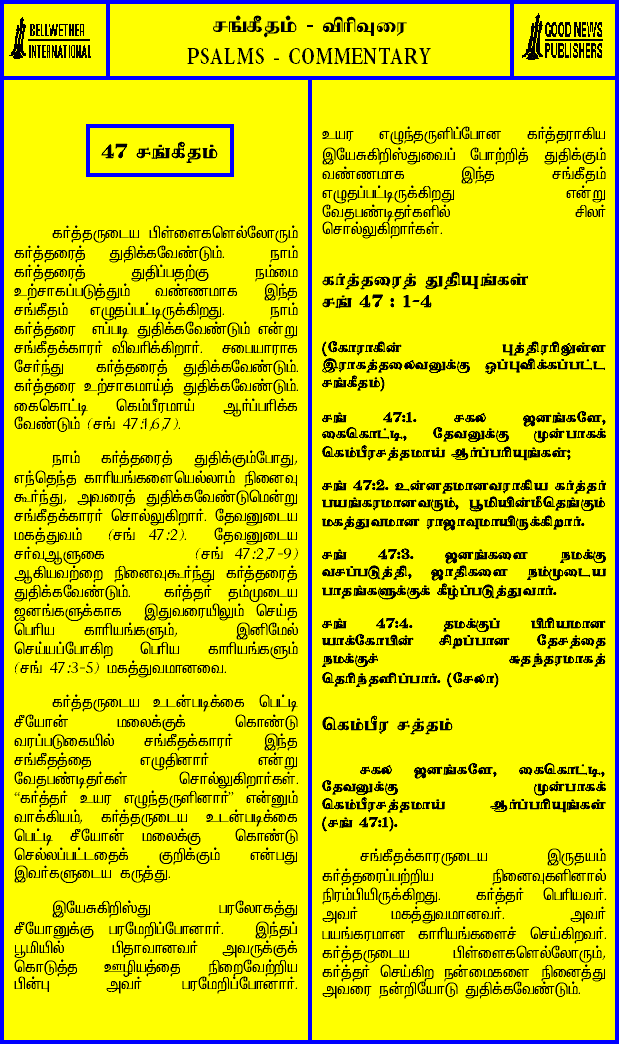 BELLWETHER
INTERNATIONAL
சங்கீதம் - விரிவுரை
PSALMS - COMMENTARY
GOOD NEWS
PUBLISHERS
47 சங்கீதம்
கர்த்தருடைய பிள்ளைகளெல்லோரும்
கர்த்தரைத் துதிக்கவேண்டும். நாம்
கர்த்தரைத் துதிப்பதற்கு நம்மை
உற்சாகப்படுத்தும் வண்ணமாக இந்த
சங்கீதம் எழுதப்பட்டிருக்கிறது. நாம்
கர்த்தரை எப்படி துதிக்கவேண்டும் என்று
சங்கீதக்காரர் விவரிக்கிறார். சபையாராக
சேர்ந்து கர்த்தரைத் துதிக்கவேண்டும்.
கர்த்தரை உற்சாகமாய்த் துதிக்கவேண்டும்.
கைகொட்டி கெம்பீரமாய் ஆர்ப்பரிக்க
வேண்டும் (சங் 47:1,6,7).
நாம் கர்த்தரைத் துதிக்கும்போது,
எந்தெந்த காரியங்களையெல்லாம் நினைவு
கூர்ந்து, அவரைத் துதிக்கவேண்டுமென்று
சங்கீதக்காரர் சொல்லுகிறார். தேவனுடைய
மகத்துவம் (சங் 47:2). தேவனுடைய
சர்வஆளுகை (சங் 47:2,7-9)
ஆகியவற்றை நினைவுகூர்ந்து கர்த்தரைத்
துதிக்கவேண்டும். கர்த்தர் தம்முடைய
ஜனங்களுக்காக இதுவரையிலும் செய்த
பெரிய காரியங்களும், இனிமேல்
செய்யப்போகிற பெரிய காரியங்களும்
(சங் 47:3-5) மகத்துவமானவை.
கர்த்தருடைய உடன்படிக்கை பெட்டி
சீயோன் மலைக்குக் கொண்டு
வரப்படுகையில் சங்கீதக்காரர் இந்த
சங்கீதத்தை எழுதினார் என்று
வேதபண்டிதர்கள் சொல்லுகிறார்கள்.
“கர்த்தர் உயர எழுந்தருளினார்” என்னும்
வாக்கியம், கர்த்தருடைய உடன்படிக்கை
பெட்டி சீயோன் மலைக்கு கொண்டு
செல்லப்பட்டதைக் குறிக்கும் என்பது
இவர்களுடைய கருத்து.
இயேசுகிறிஸ்து பரலோகத்து
சீயோனுக்கு பரமேறிப்போனார். இந்தப்
பூமியில் பிதாவானவர் அவருக்குக்
கொடுத்த ஊழியத்தை நிறைவேற்றிய
பின்பு அவர் பரமேறிப்போனார்.
உயர எழுந்தருளிப்போன கர்த்தராகிய
இயேசுகிறிஸ்துவைப் போற்றித் துதிக்கும்
வண்ணமாக இந்த சங்கீதம்
எழுதப்பட்டிருக்கிறது என்று
வேதபண்டிதர்களில் சிலர்
சொல்லுகிறார்கள்.
கர்த்தரைத் துதியுங்கள்
சங் 47 : 1-4
(கோராகின் புத்திரரிலுள்ள
இராகத்தலைவனுக்கு ஒப்புவிக்கப்பட்ட
சங்கீதம்)
சங் 47:1. சகல ஜனங்களே,
கைகொட்டி, தேவனுக்கு முன்பாகக்
கெம்பீரசத்தமாய் ஆர்ப்பரியுங்கள்;
சங் 47:2. உன்னதமானவராகிய கர்த்தர்
பயங்கரமானவரும், பூமியின்மீதெங்கும்
மகத்துவமான ராஜாவுமாயிருக்கிறார்.
சங் 47:3. ஜனங்களை நமக்கு
வசப்படுத்தி, ஜாதிகளை நம்முடைய
பாதங்களுக்குக் கீழ்ப்படுத்துவார்.
சங் 47:4. தமக்குப் பிரியமான
யாக்கோபின் சிறப்பான தேசத்தை
நமக்குச் சுதந்தரமாகத்
தெரிந்தளிப்பார். (சேலா)
கெம்பீர சத்தம்
சகல ஜனங்களே, கைகொட்டி,
தேவனுக்கு முன்பாகக்
கெம்பீரசத்தமாய் ஆர்ப்பரியுங்கள்
(சங் 47:1).
சங்கீதக்காரருடைய இருதயம்
கர்த்தரைப்பற்றிய நினைவுகளினால்
நிரம்பியிருக்கிறது. கர்த்தர் பெரியவர்.
அவர் மகத்துவமானவர். அவர்
பயங்கரமான காரியங்களைச் செய்கிறவர்.
கர்த்தருடைய பிள்ளைகளெல்லோரும்,
கர்த்தர் செய்கிற நன்மைகளை நினைத்து
அவரை நன்றியோடு துதிக்கவேண்டும்.